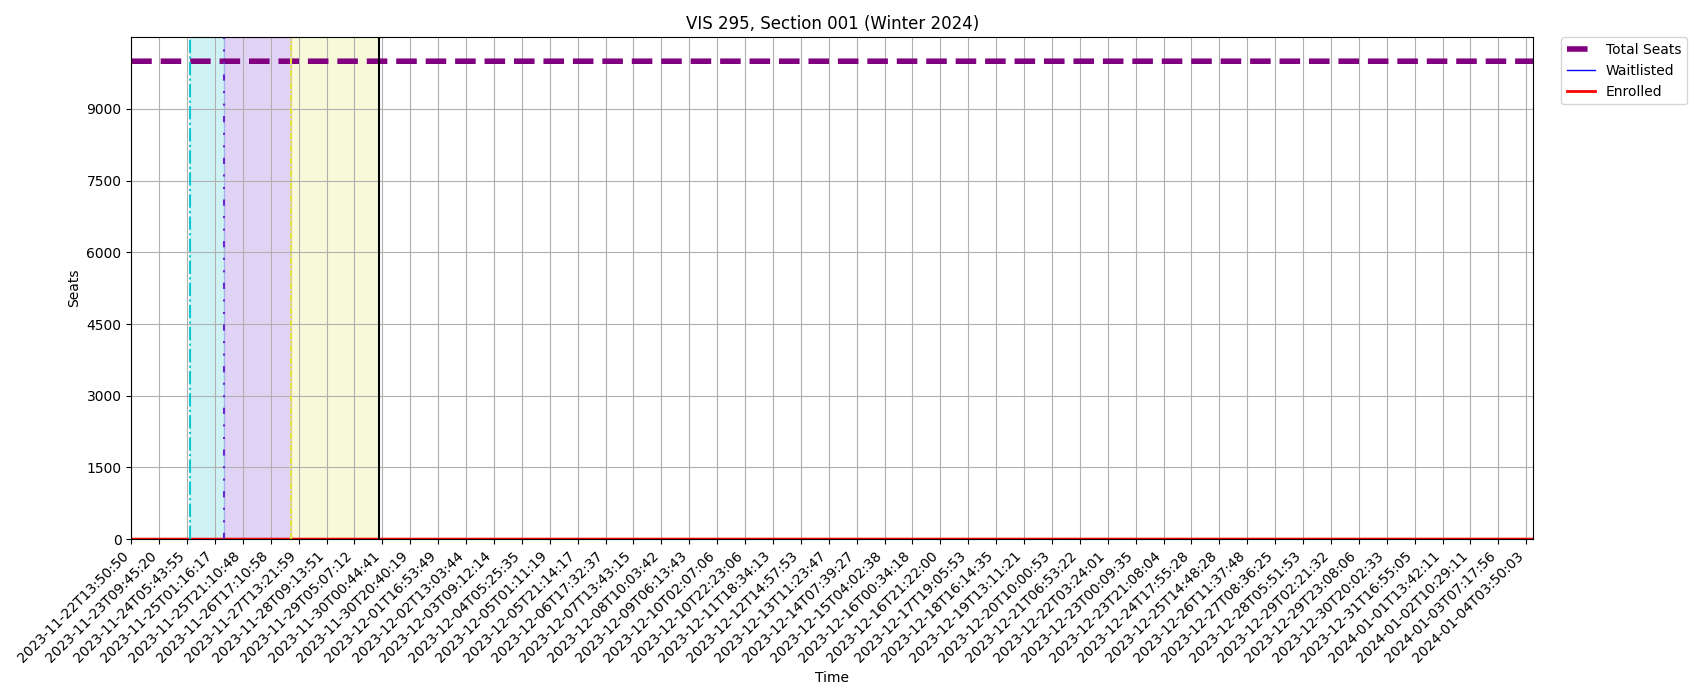 VIS 295, Section 001 (Winter 2024)
Total Seats
Waitlisted
Enrolled
9000
7500
6000
4500
3000
1500
0
Seats
2023-11-22T13:50:50
2023-11-23T09:45:20
2023-11-24T05:43:55
2023-11-25T01:16:17
2023-11-25T21:10:48
2023-11-26T17:10:58
2023-11-27T13:21:59
2023-11-28T09:13:51
2023-11-29T05:07:12
2023-11-30T00:44:41
2023-11-30T20:40:19
2023-12-01T16:53:49
2023-12-02T13:03:44
2023-12-03T09:12:14
2023-12-04T05:25:35
2023-12-05T01:11:19
2023-12-05T21:14:17
2023-12-06T17:32:37
2023-12-07T13:43:15
2023-12-08T10:03:42
2023-12-09T06:13:43
2023-12-10T02:07:06
2023-12-10T22:23:06
2023-12-11T18:34:13
2023-12-12T14:57:53
2023-12-13T11:23:47
2023-12-14T07:39:27
2023-12-15T04:02:38
2023-12-16T00:34:18
2023-12-16T21:22:00
2023-12-17T19:05:53
2023-12-18T16:14:35
2023-12-19T13:11:21
2023-12-20T10:00:53
2023-12-21T06:53:22
2023-12-22T03:24:01
2023-12-23T00:09:35
2023-12-23T21:08:04
2023-12-24T17:55:28
2023-12-25T14:48:28
2023-12-26T11:37:48
2023-12-27T08:36:25
2023-12-28T05:51:53
2023-12-29T02:21:32
2023-12-29T23:08:06
2023-12-30T20:02:33
2023-12-31T16:55:05
2024-01-01T13:42:11
2024-01-02T10:29:11
2024-01-03T07:17:56
2024-01-04T03:50:03
Time